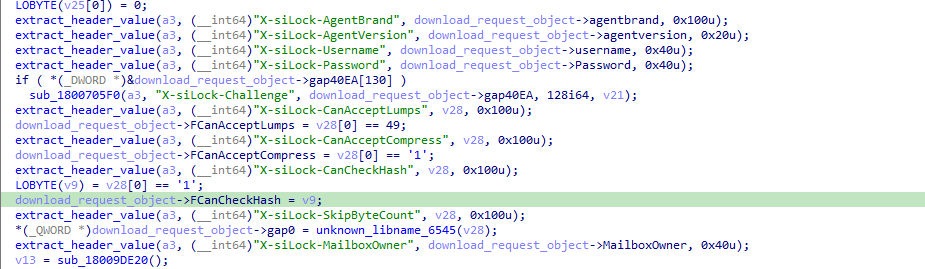 LOBYTE(v25[0]) = 0;
extract_header_value(a3, (__int64)"X-siLock-AgentBrand", download_request_object->agentbrand, 0x100u);
extract_header_value(a3, (__int64)"X-siLock-AgentVersion", download_request_object->agentversion, 0x20u);
extract_header_value(a3, (__int64)"X-siLock-Username", download_request_object->username, 0x40u);
extract_header_value(a3, (__int64)"X-siLock-Password", download_request_object->Password, 0x40u);
if ( *(_DWORD *)&download_request_object->gap40EA[130] )
sub_1800705F0(a3, "X-siLock-Challenge", download_request_object->gap40EA, 128i64, v21);
extract_header_value(a3, (__int64)"X-siLock-CanAcceptLumps", v28, 0x100u);
download_request_object->FCanAcceptLumps = v28[0] == 49;
extract_header_value(a3, (__int64)"X-siLock-CanAcceptCompress", v28, 0x100u);
download_request_object->FCanAcceptCompress = v28[0] == '1';
extract_header_value(a3, (__int64)"X-siLock-CanCheckHash", v28, 0x100u);
LOBYTE(v9) = v28[0] == '1';
download_request_object->FCanCheckHash = v9;
extract_header_value(a3, (__int64)"X-siLock-SkipByteCount", v28, 0x100u);
*(_QWORD *)download_request_object->gap0 = unknown_libname_6545(v28);
extract_header_value(a3, (__int64)"X-siLock-MailboxOwner", download_request_object->MailboxOwner, 0x40u);
v13 = sub_18009DE20();